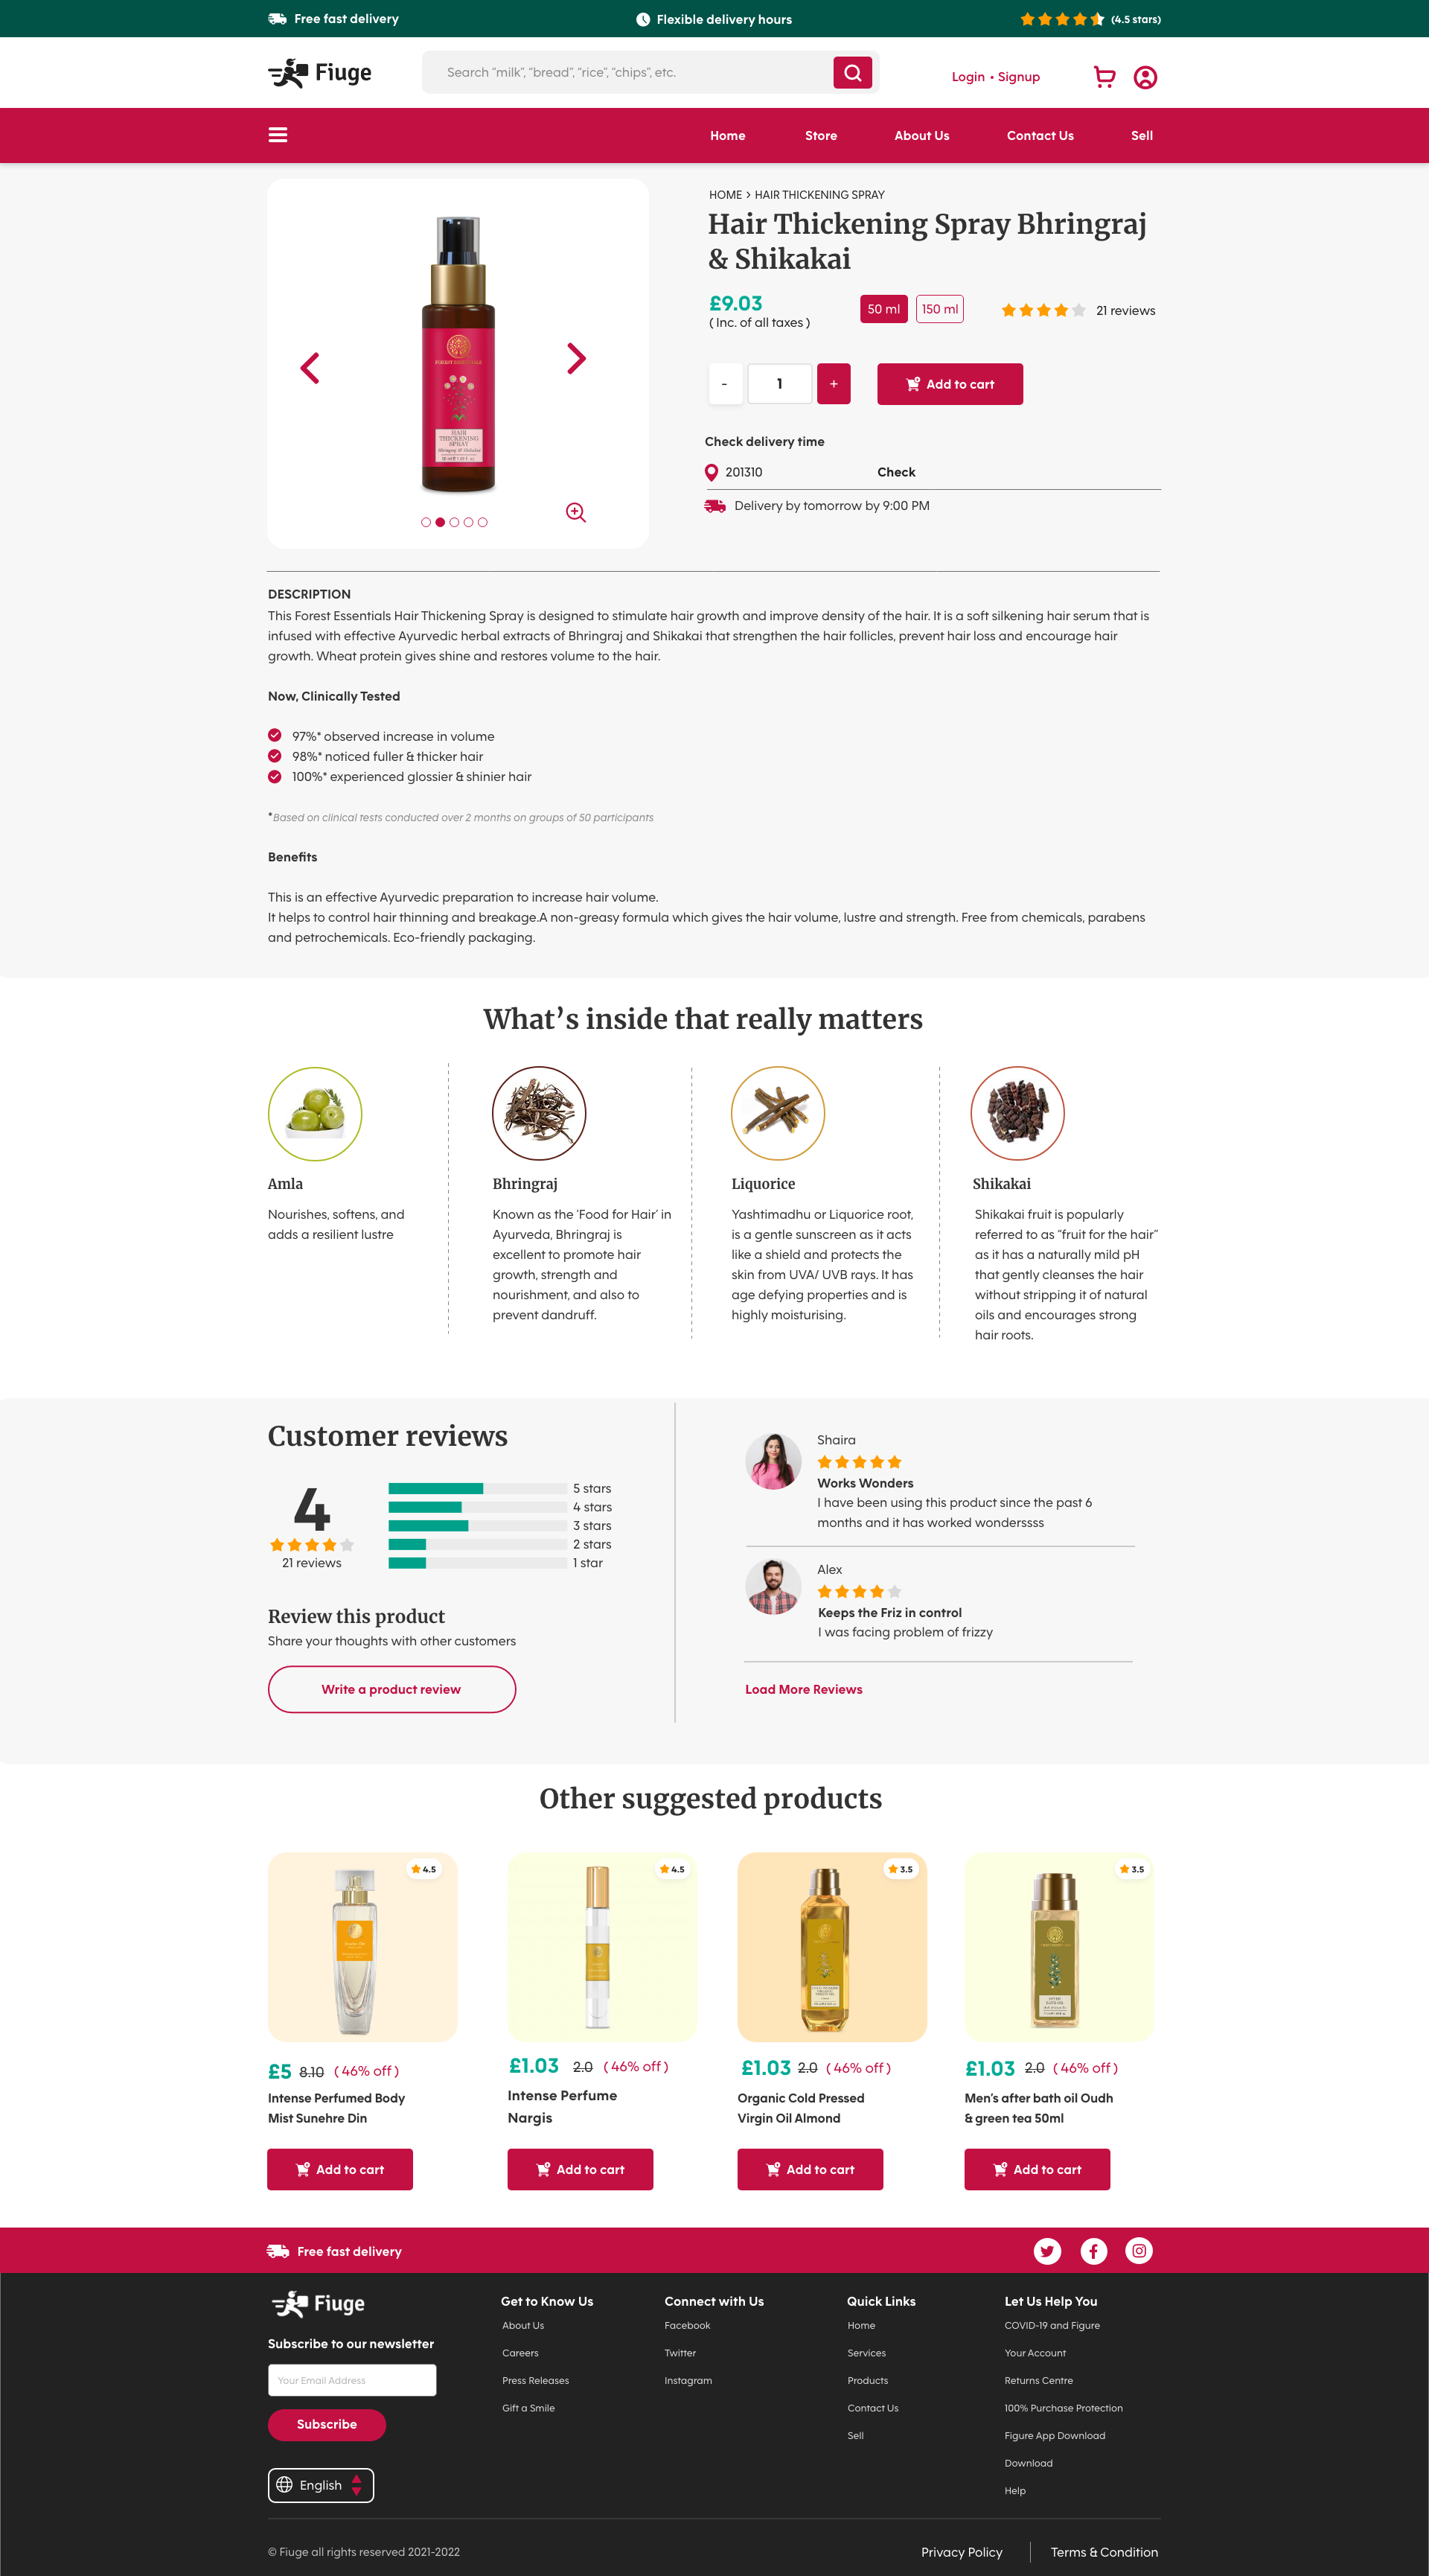 Free fast delivery
Flexible delivery hours
(4.5 stars)
Fiuge
Search "milk", "bread", "rice", "chips", etc.
Login • Signup
Home
Store
About Us
Contact Us
Sell
HOME > HAIR THICKENING SPRAY
Hair Thickening Spray Bhringraj
& Shikakai
£9.03
( Inc. of all taxes )
50 ml
150 ml
21 reviews
-
1
+
Add to cart
Check delivery time
201310
Check
Delivery by tomorrow by 9:00 PM
FOREST ESSENTIALS
HAIR
THICKENING
SPRAY
Bhringraj & Shikakai
DESCRIPTION
This Forest Essentials Hair Thickening Spray is designed to stimulate hair growth and improve density of the hair. It is a soft silkening hair serum that is
infused with effective Ayurvedic herbal extracts of Bhringraj and Shikakai that strengthen the hair follicles, prevent hair loss and encourage hair
growth. Wheat protein gives shine and restores volume to the hair.
Now, Clinically Tested
97%* observed increase in volume
98%* noticed fuller & thicker hair
100%* experienced glossier & shinier hair
*Based on clinical tests conducted over 2 months on groups of 50 participants
Benefits
This is an effective Ayurvedic preparation to increase hair volume.
It helps to control hair thinning and breakage.A non-greasy formula which gives the hair volume, lustre and strength. Free from chemicals, parabens
and petrochemicals. Eco-friendly packaging.
What's inside that really matters
Amla
Nourishes, softens, and
adds a resilient lustre
Bhringraj
Known as the 'Food for Hair' in
Ayurveda, Bhringraj is
excellent to promote hair
growth, strength and
nourishment, and also to
prevent dandruff.
Liquorice
Yashtimadhu or Liquorice root,
is a gentle sunscreen as it acts
like a shield and protects the
skin from UVA/ UVB rays. It has
age defying properties and is
highly moisturising.
Shikakai
Shikakai fruit is popularly
referred to as "fruit for the hair"
as it has a naturally mild pH
that gently cleanses the hair
without stripping it of natural
oils and encourages strong
hair roots.
Customer reviews
4
21 reviews
5 stars
4 stars
3 stars
2 stars
1 star
Review this product
Share your thoughts with other customers
Write a product review
Shaira
Works Wonders
I have been using this product since the past 6
months and it has worked wonderssss
Alex
Keeps the Friz in control
I was facing problem of frizzy
Load More Reviews
Other suggested products
4.5
4.5
3.5
3.5
£5 8.10 ( 46% off )
Intense Perfumed Body
Mist Sunehre Din
Add to cart
£1.03 2.0 ( 46% off )
Intense Perfume
Nargis
Add to cart
£1.03 2.0 ( 46% off )
Organic Cold Pressed
Virgin Oil Almond
Add to cart
£1.03 2.0 ( 46% off )
Men's after bath oil Oudh
& green tea 50ml
Add to cart
Free fast delivery
Fiuge
Subscribe to our newsletter
Your Email Address
Subscribe
English
Get to Know Us
About Us
Careers
Press Releases
Gift a Smile
Connect with Us
Facebook
Twitter
Instagram
Quick Links
Home
Services
Products
Contact Us
Sell
Let Us Help You
COVID-19 and Figure
Your Account
Returns Centre
100% Purchase Protection
Figure App Download
Download
Help
© Fiuge all rights reserved 2021-2022
Privacy Policy
Terms & Condition